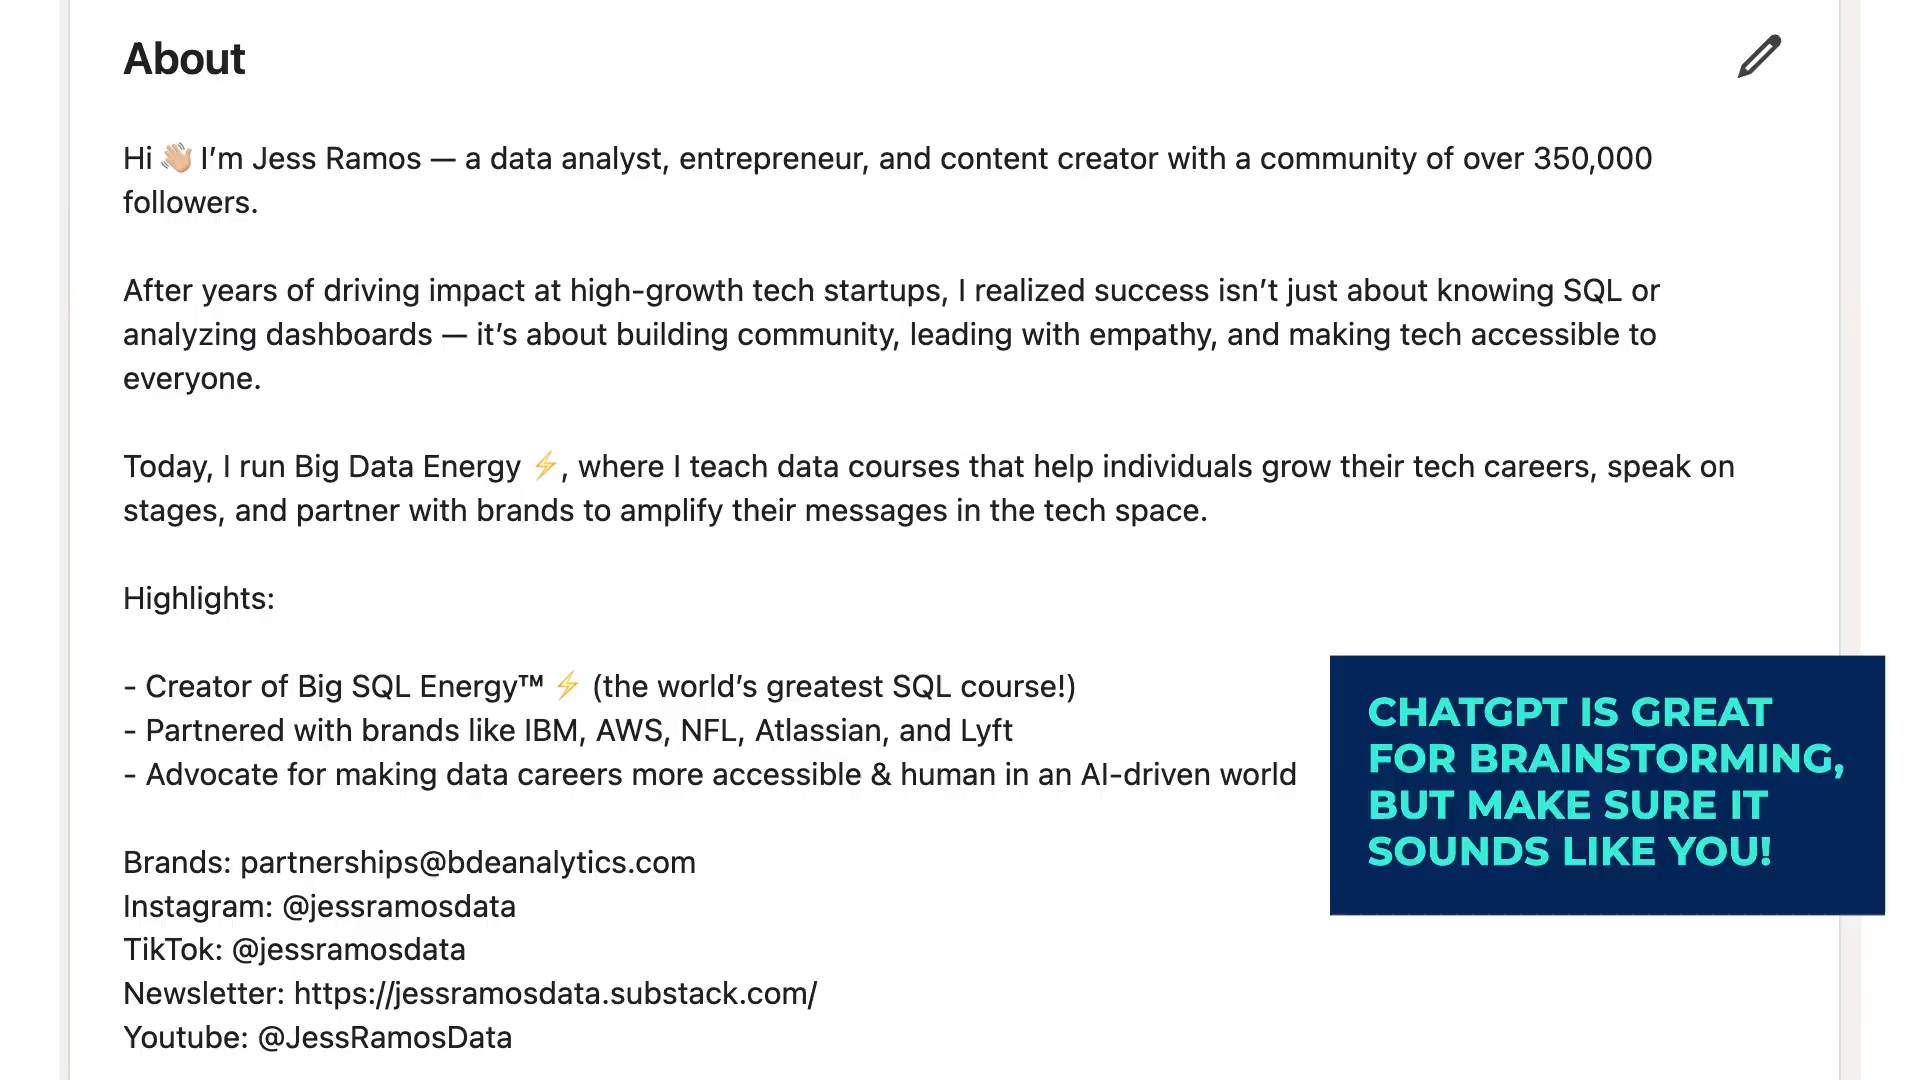 About
Hi 👋🏼 I’m Jess Ramos — a data analyst, entrepreneur, and content creator with a community of over 350,000
followers.
After years of driving impact at high-growth tech startups, I realized success isn’t just about knowing SQL or
analyzing dashboards — it’s about building community, leading with empathy, and making tech accessible to
everyone.
Today, I run Big Data Energy ⚡, where I teach data courses that help individuals grow their tech careers, speak on
stages, and partner with brands to amplify their messages in the tech space.
Highlights:
- Creator of Big SQL Energy™ ⚡ (the world’s greatest SQL course!)
- Partnered with brands like IBM, AWS, NFL, Atlassian, and Lyft
- Advocate for making data careers more accessible & human in an AI-driven world
Brands: partnerships@bdeanalytics.com
Instagram: @jessramosdata
TikTok: @jessramosdata
Newsletter: https://jessramosdata.substack.com/
Youtube: @JessRamosData
CHATGPT IS GREAT
FOR BRAINSTORMING,
BUT MAKE SURE IT
SOUNDS LIKE YOU!